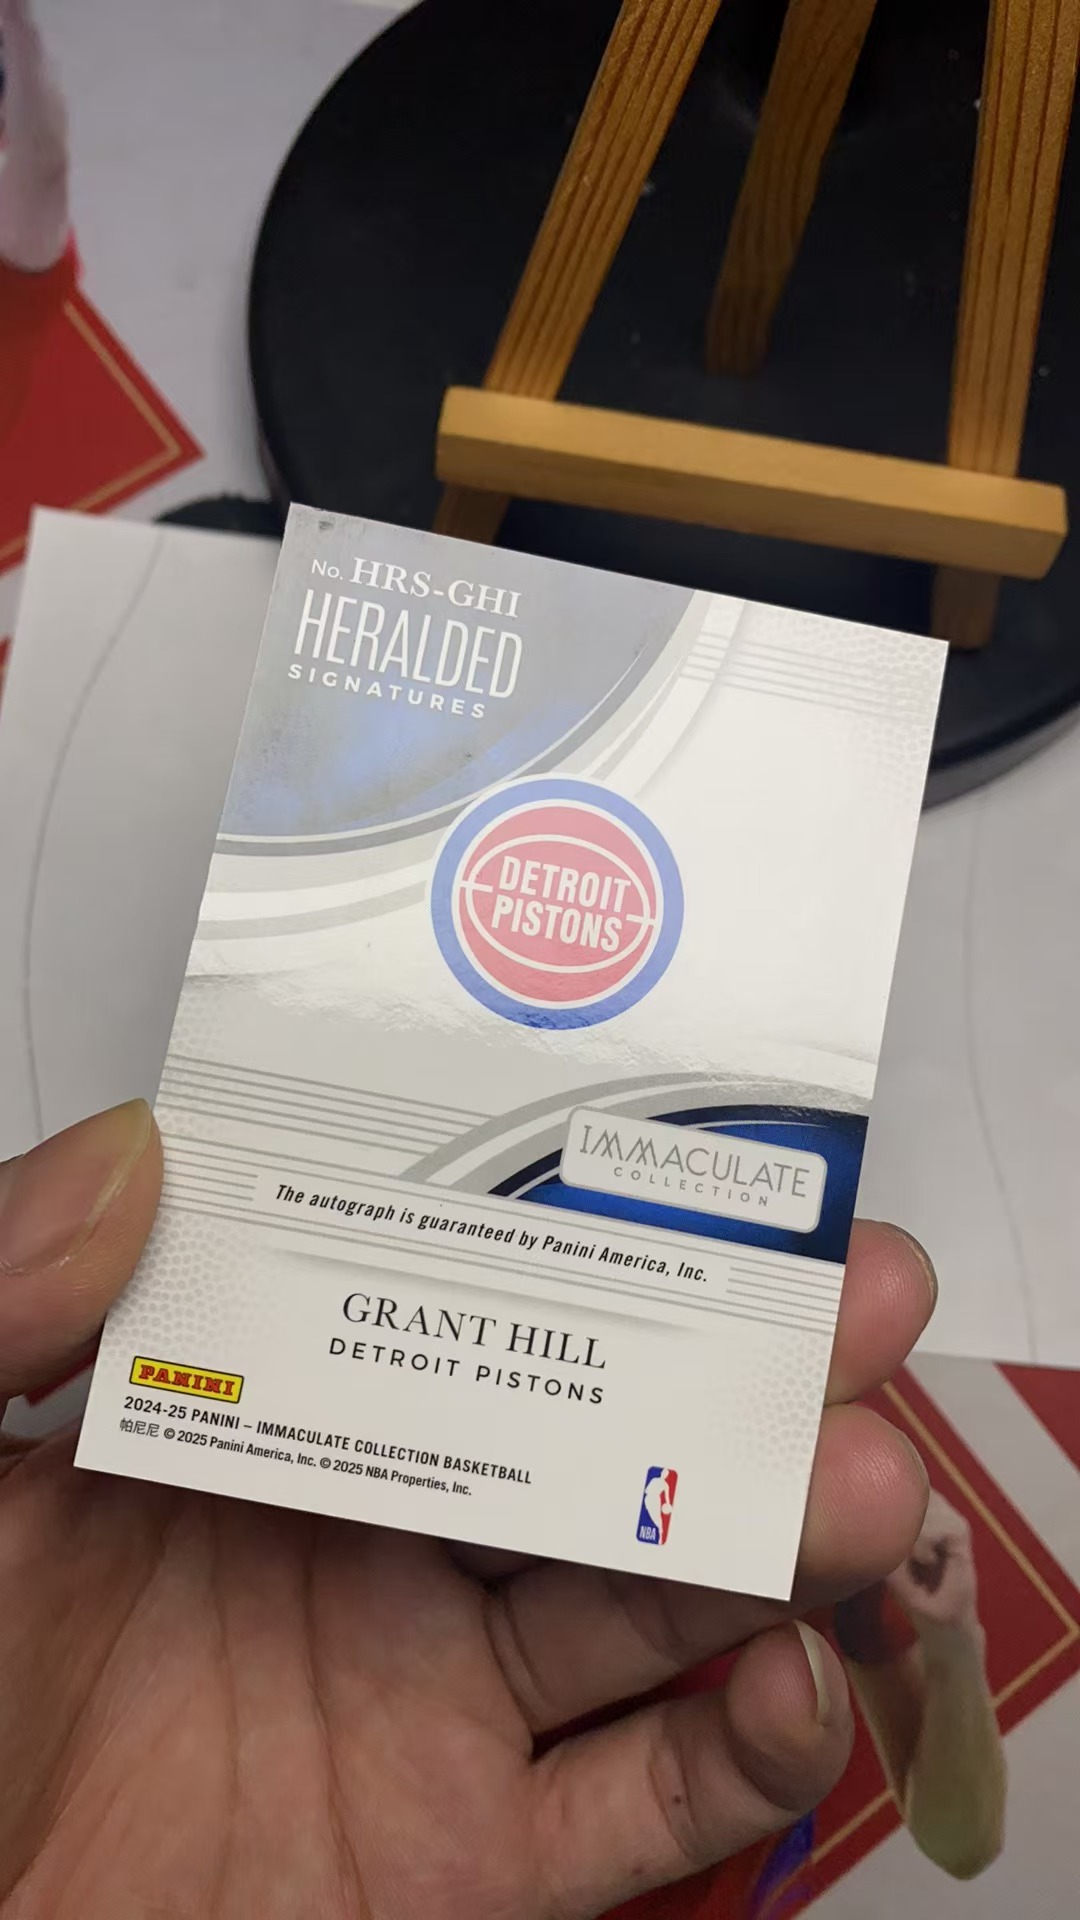 No. HRS-GHI
HERALDED
SIGNATURES
DETROIT
PISTONS
IMMACULATE
COLLECTION
The autograph is guaranteed by Panini America, Inc.
GRANT HILL
DETROIT PISTONS
PANINI
2024-25 PANINI – IMMACULATE COLLECTION BASKETBALL
帕尼尼 © 2025 Panini America, Inc. © 2025 NBA Properties, Inc.
NBA